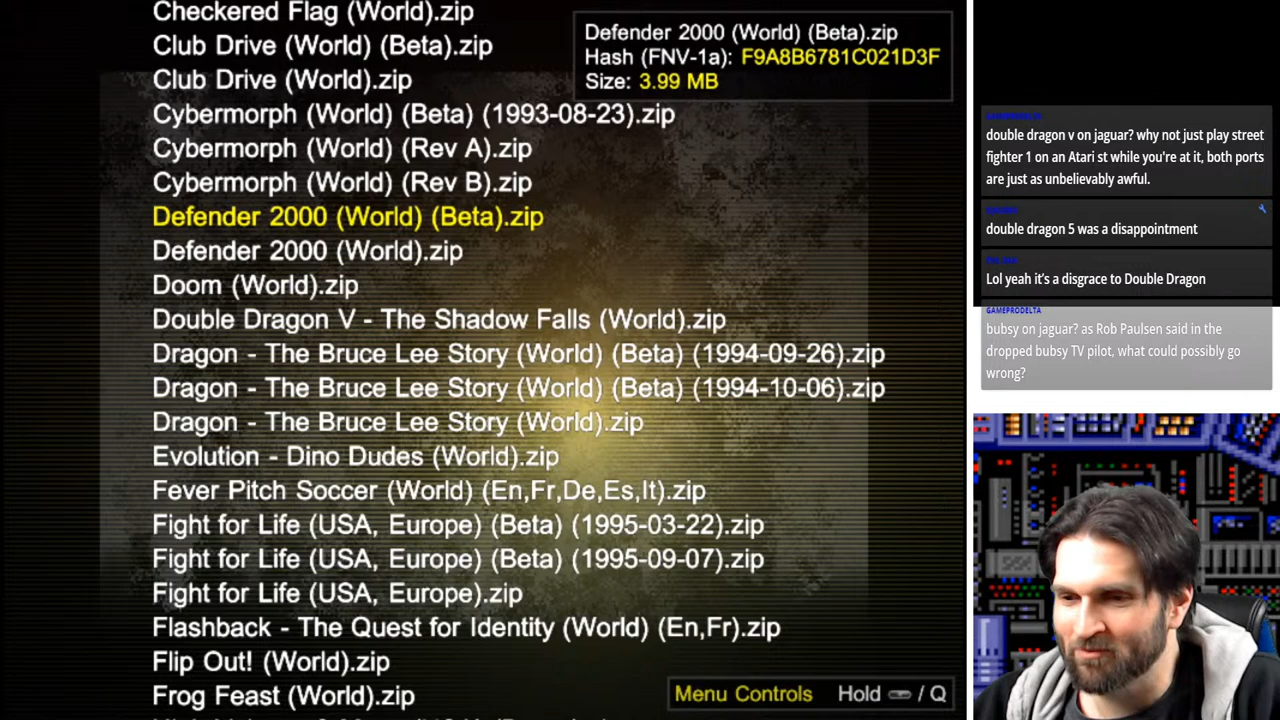 Checkered Flag (World).zip
Club Drive (World) (Beta).zip
Club Drive (World).zip
Cybermorph (World) (Beta) (1993-08-23).zip
Cybermorph (World) (Rev A).zip
Cybermorph (World) (Rev B).zip
Defender 2000 (World) (Beta).zip
Defender 2000 (World).zip
Doom (World).zip
Double Dragon V - The Shadow Falls (World).zip
Dragon - The Bruce Lee Story (World) (Beta) (1994-09-26).zip
Dragon - The Bruce Lee Story (World) (Beta) (1994-10-06).zip
Dragon - The Bruce Lee Story (World).zip
Evolution - Dino Dudes (World).zip
Fever Pitch Soccer (World) (En,Fr,De,Es,It).zip
Fight for Life (USA, Europe) (Beta) (1995-03-22).zip
Fight for Life (USA, Europe) (Beta) (1995-09-07).zip
Fight for Life (USA, Europe).zip
Flashback - The Quest for Identity (World) (En,Fr).zip
Flip Out! (World).zip
Frog Feast (World).zip
Defender 2000 (World) (Beta).zip
Hash (FNV-1a): F9A8B6781C021D3F
Size: 3.99 MB
Menu Controls Hold / Q
double dragon v on jaguar? why not just play street
fighter 1 on an Atari st while you're at it, both ports
are just as unbelievably awful.
double dragon 5 was a disappointment
Lol yeah it's a disgrace to Double Dragon
GAMEPRODELTA
bubsy on jaguar? as Rob Paulsen said in the
dropped bubsy TV pilot, what could possibly go
wrong?